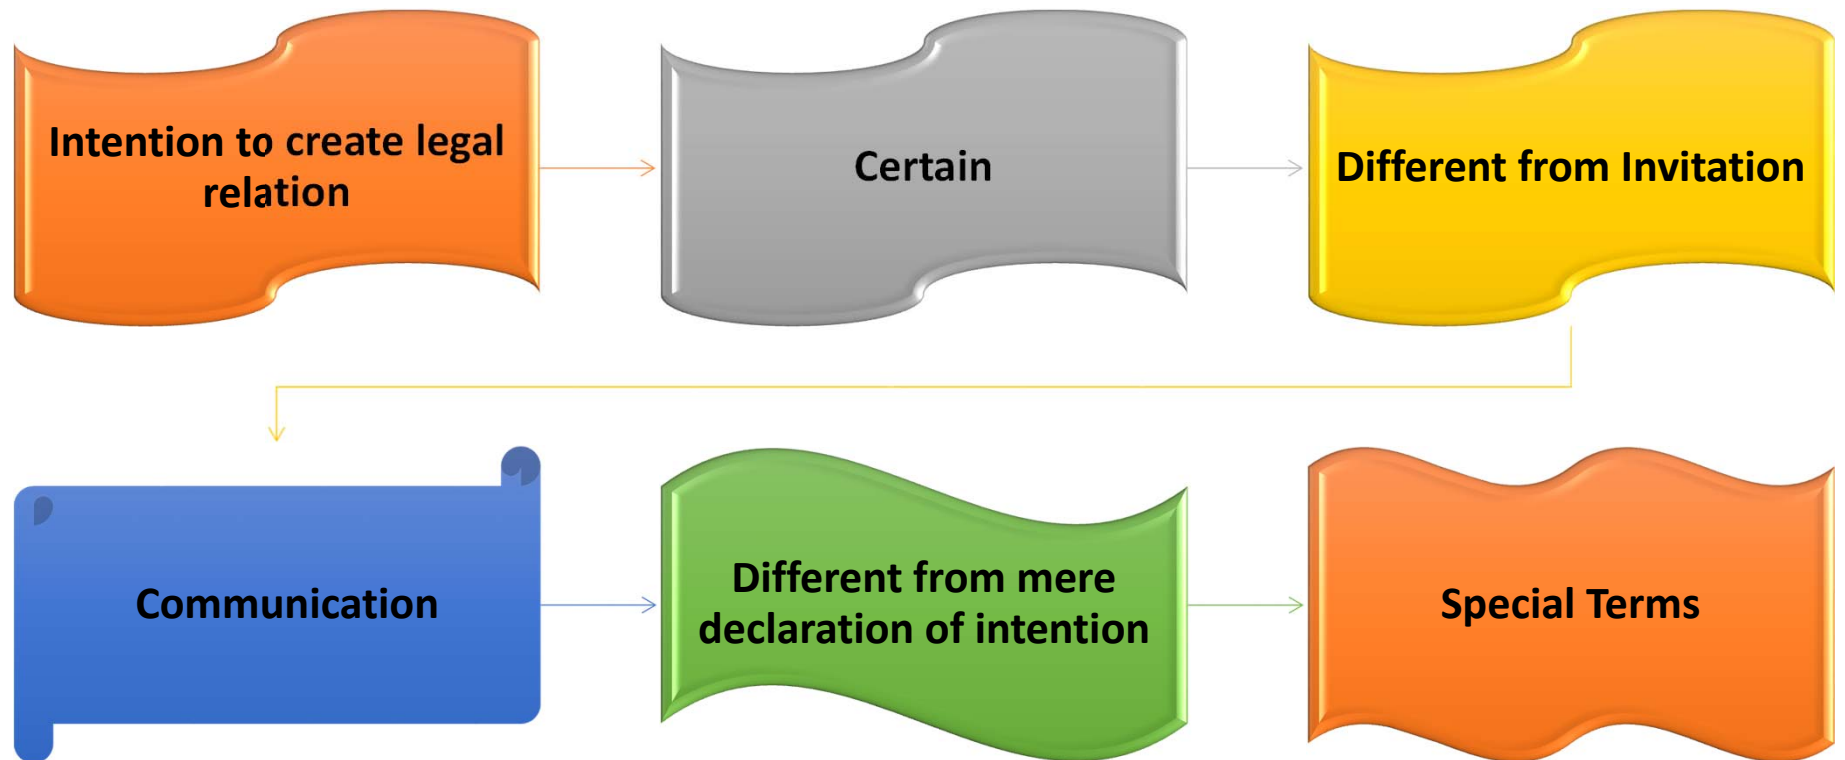 Intention to create legal
relation
Certain
Different from Invitation
Communication
Different from mere
declaration of intention
Special Terms